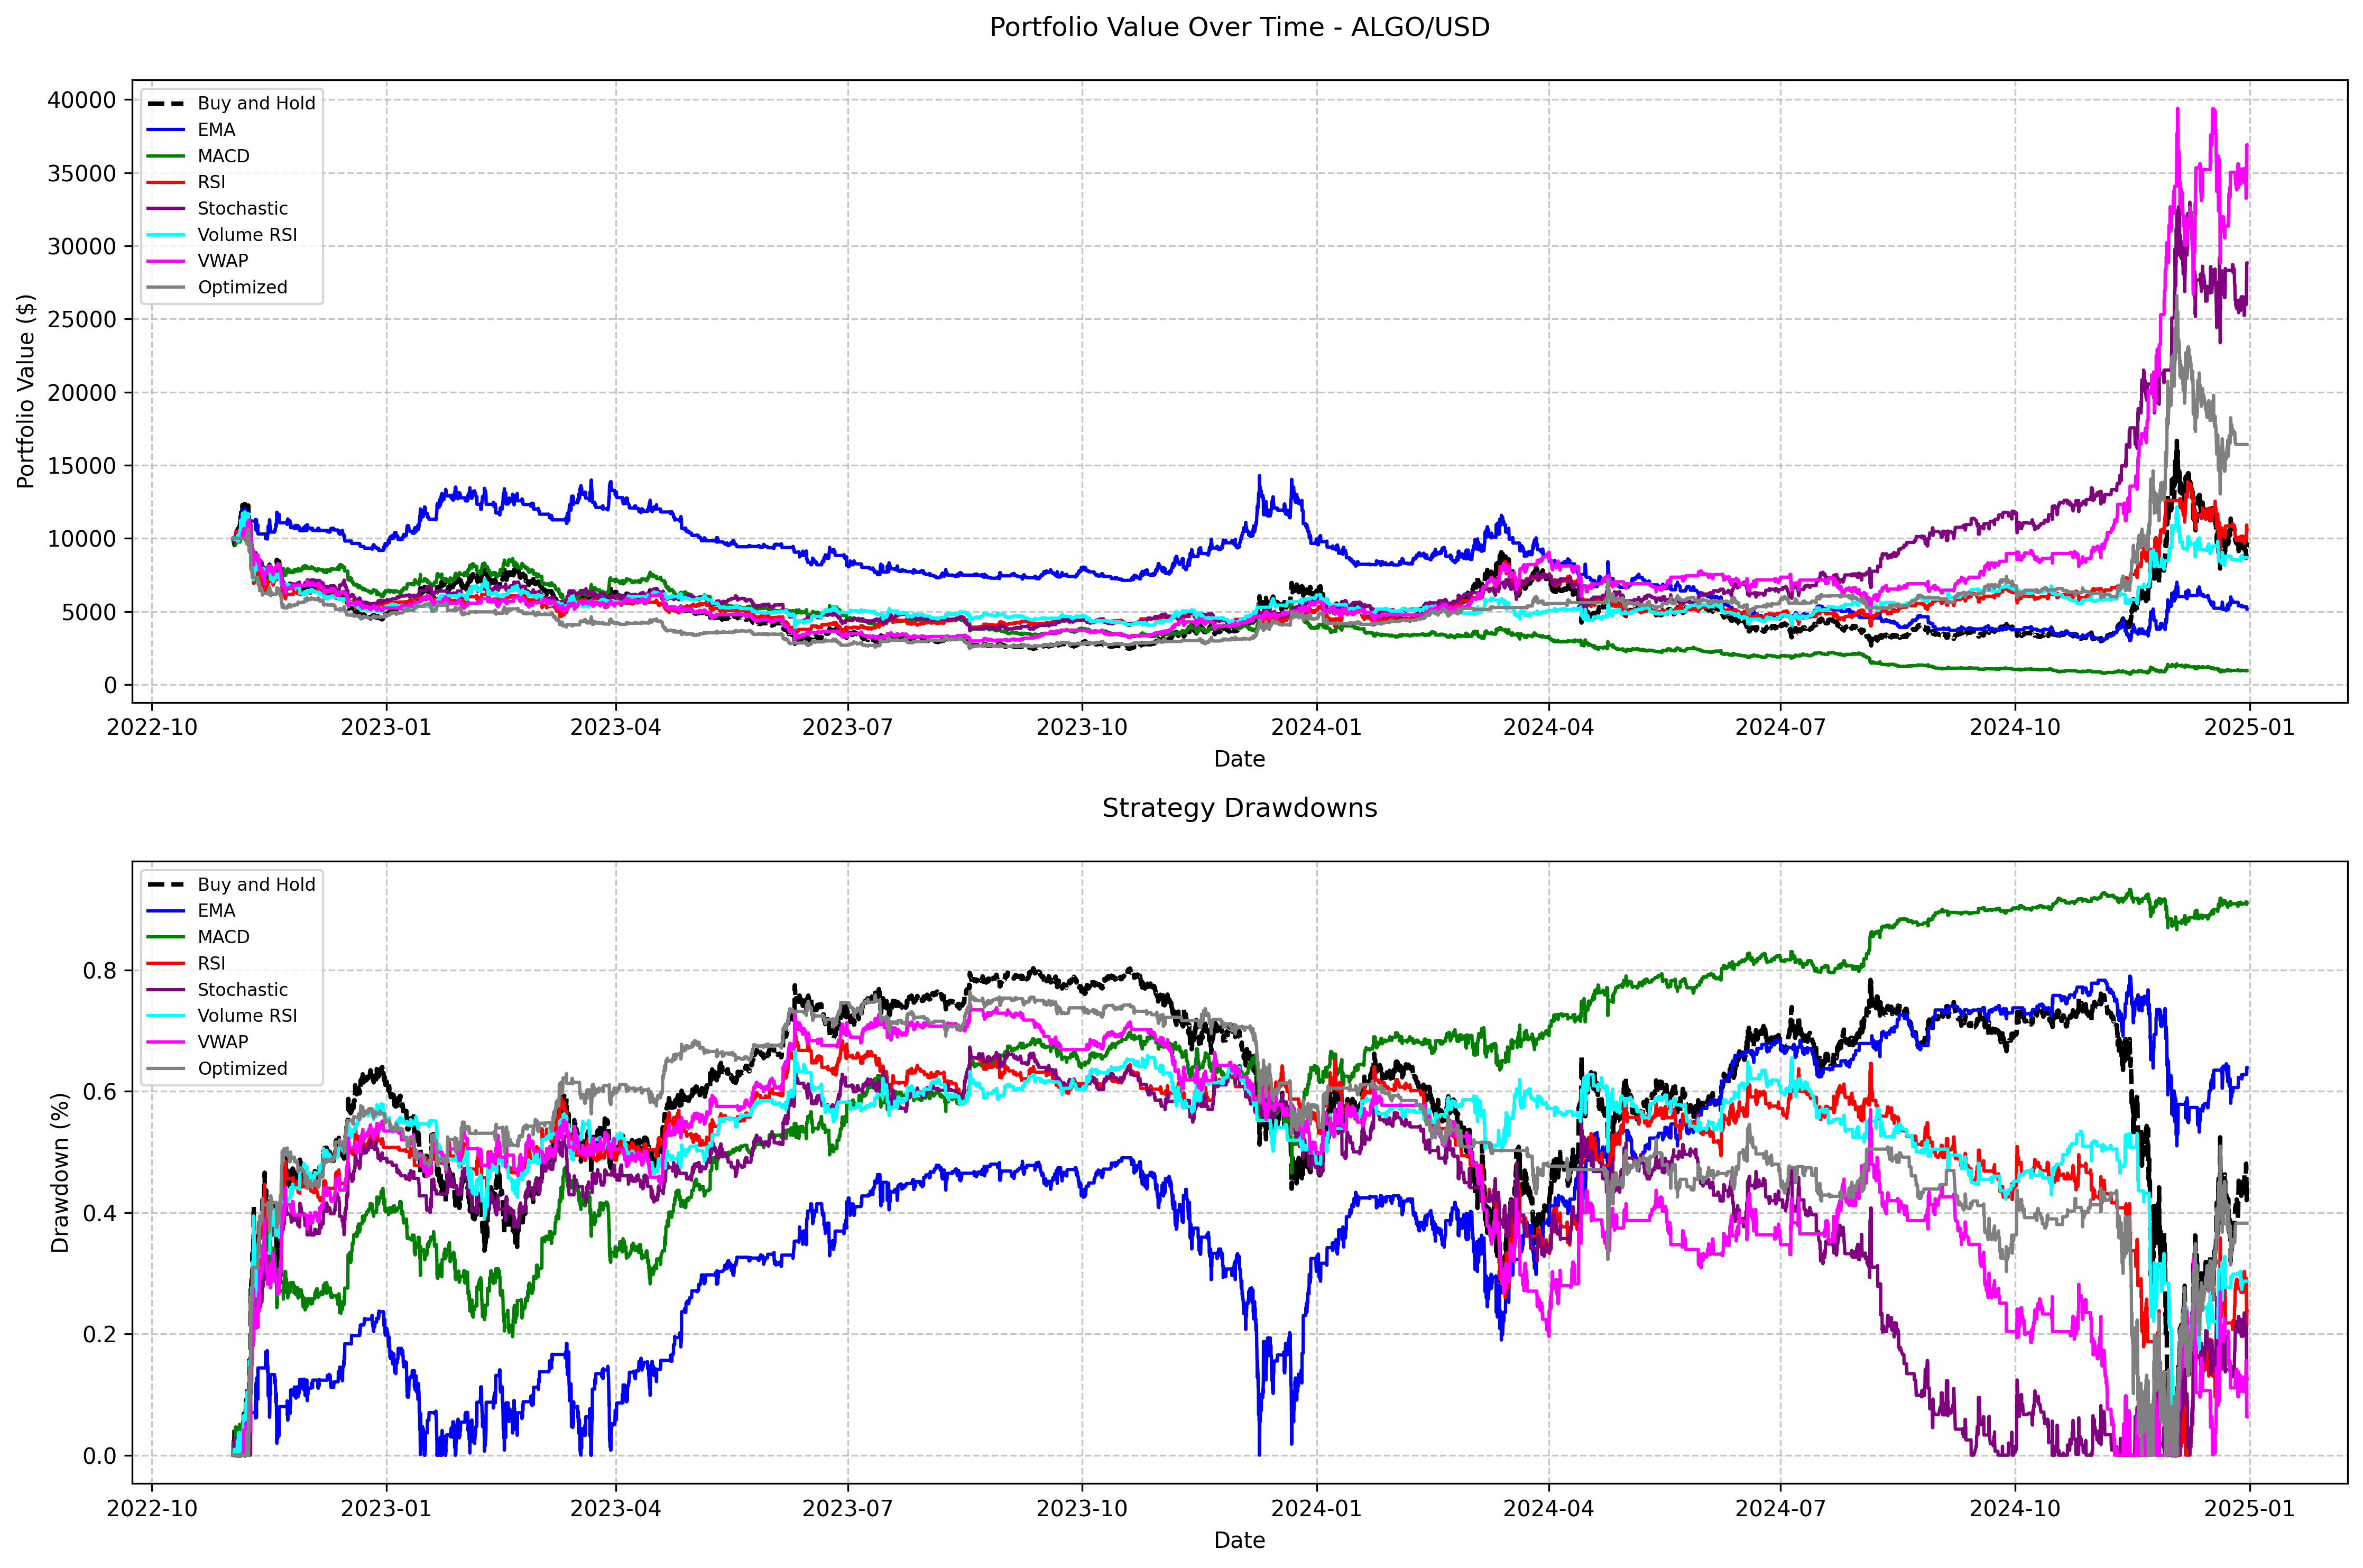 Portfolio Value Over Time - ALGO/USD
Portfolio Value ($)
40000
35000
30000
25000
20000
15000
10000
5000
0
Buy and Hold
EMA
MACD
RSI
Stochastic
Volume RSI
VWAP
Optimized
2022-10 2023-01 2023-04 2023-07 2023-10 2024-01 2024-04 2024-07 2024-10 2025-01
Date
Strategy Drawdowns
Drawdown (%)
0.8
0.6
0.4
0.2
0.0
Buy and Hold
EMA
MACD
RSI
Stochastic
Volume RSI
VWAP
Optimized
2022-10 2023-01 2023-04 2023-07 2023-10 2024-01 2024-04 2024-07 2024-10 2025-01
Date